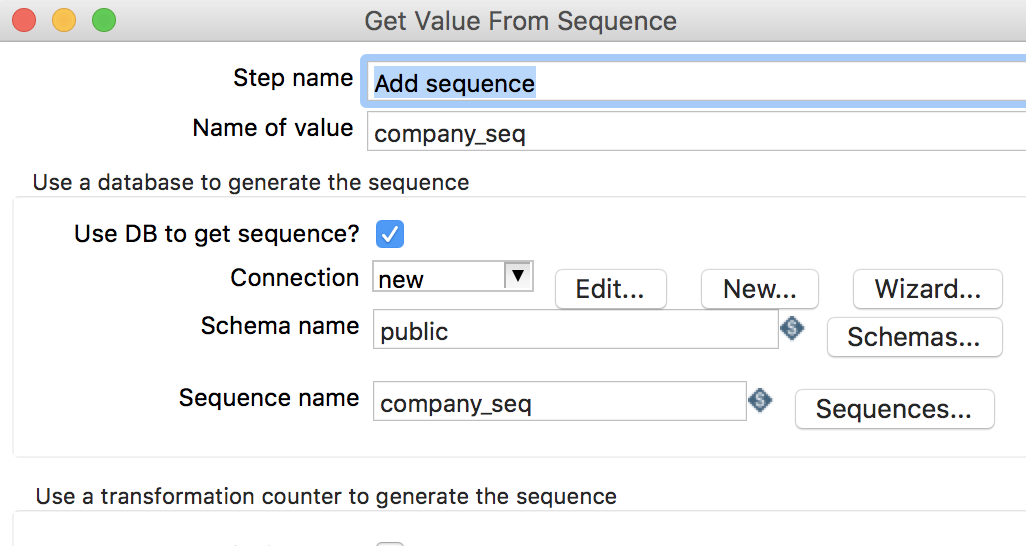 Get Value From Sequence
Step name Add sequence
Name of value company_seq
Use a database to generate the sequence
Use DB to get sequence?
Connection new Edit... New... Wizard...
Schema name public Schemas...
Sequence name company_seq Sequences...
Use a transformation counter to generate the sequence